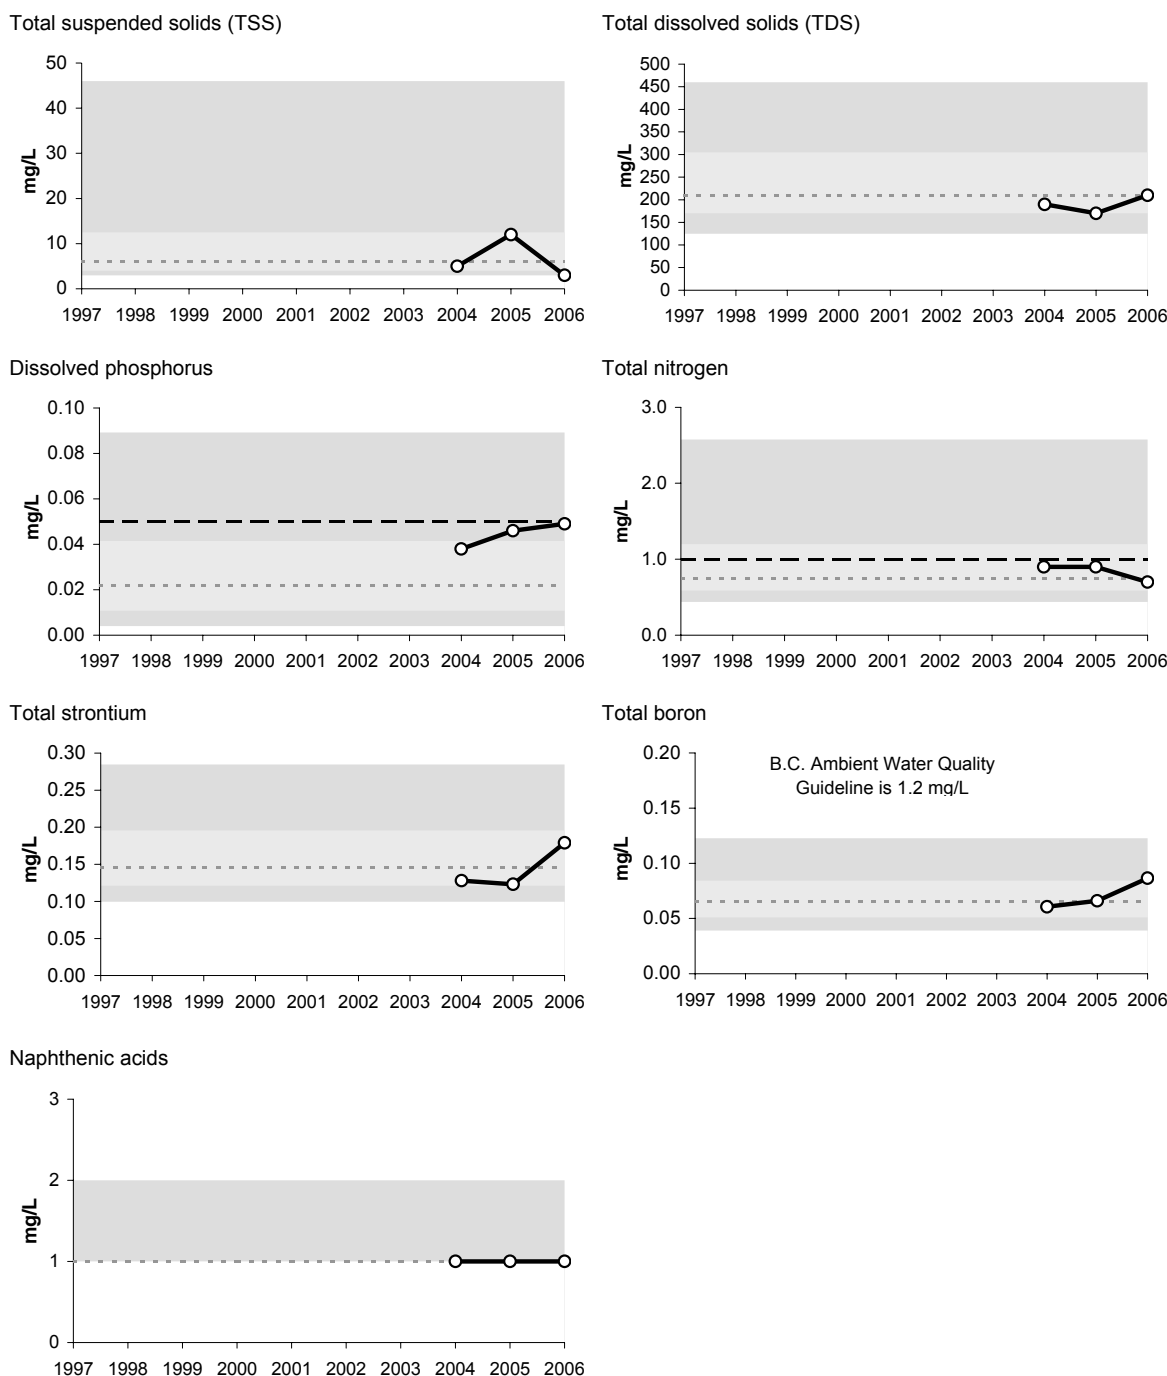 Total suspended solids (TSS)
50
40
30
20
10
0
mg/L
1997 1998 1999 2000 2001 2002 2003 2004 2005 2006
Total dissolved solids (TDS)
500
450
400
350
300
250
200
150
100
50
0
mg/L
1997 1998 1999 2000 2001 2002 2003 2004 2005 2006
Dissolved phosphorus
0.10
0.08
0.06
0.04
0.02
0.00
mg/L
1997 1998 1999 2000 2001 2002 2003 2004 2005 2006
Total nitrogen
3.0
2.0
1.0
0.0
mg/L
1997 1998 1999 2000 2001 2002 2003 2004 2005 2006
Total strontium
0.30
0.25
0.20
0.15
0.10
0.05
0.00
mg/L
1997 1998 1999 2000 2001 2002 2003 2004 2005 2006
Total boron
0.20
0.15
0.10
0.05
0.00
mg/L
B.C. Ambient Water Quality
Guideline is 1.2 mg/L
1997 1998 1999 2000 2001 2002 2003 2004 2005 2006
Naphthenic acids
3
2
1
0
mg/L
1997 1998 1999 2000 2001 2002 2003 2004 2005 2006